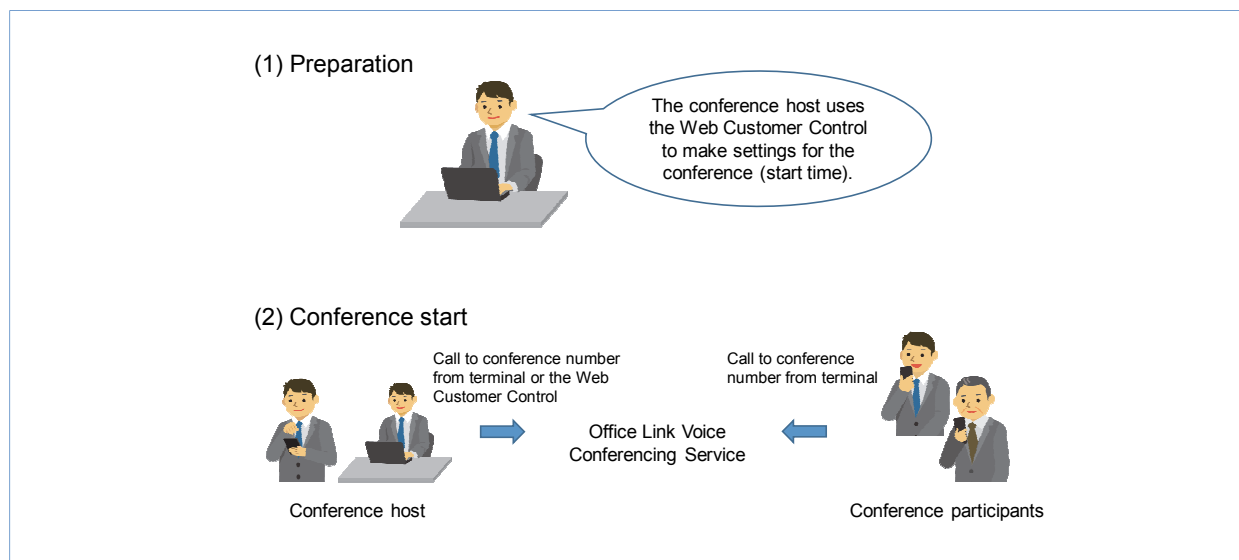 (1) Preparation
The conference host uses
the Web Customer Control
to make settings for the
conference (start time).
(2) Conference start
Call to conference number
from terminal or the Web
Customer Control
Call to conference
number from terminal
Office Link Voice
Conferencing Service
Conference host
Conference participants